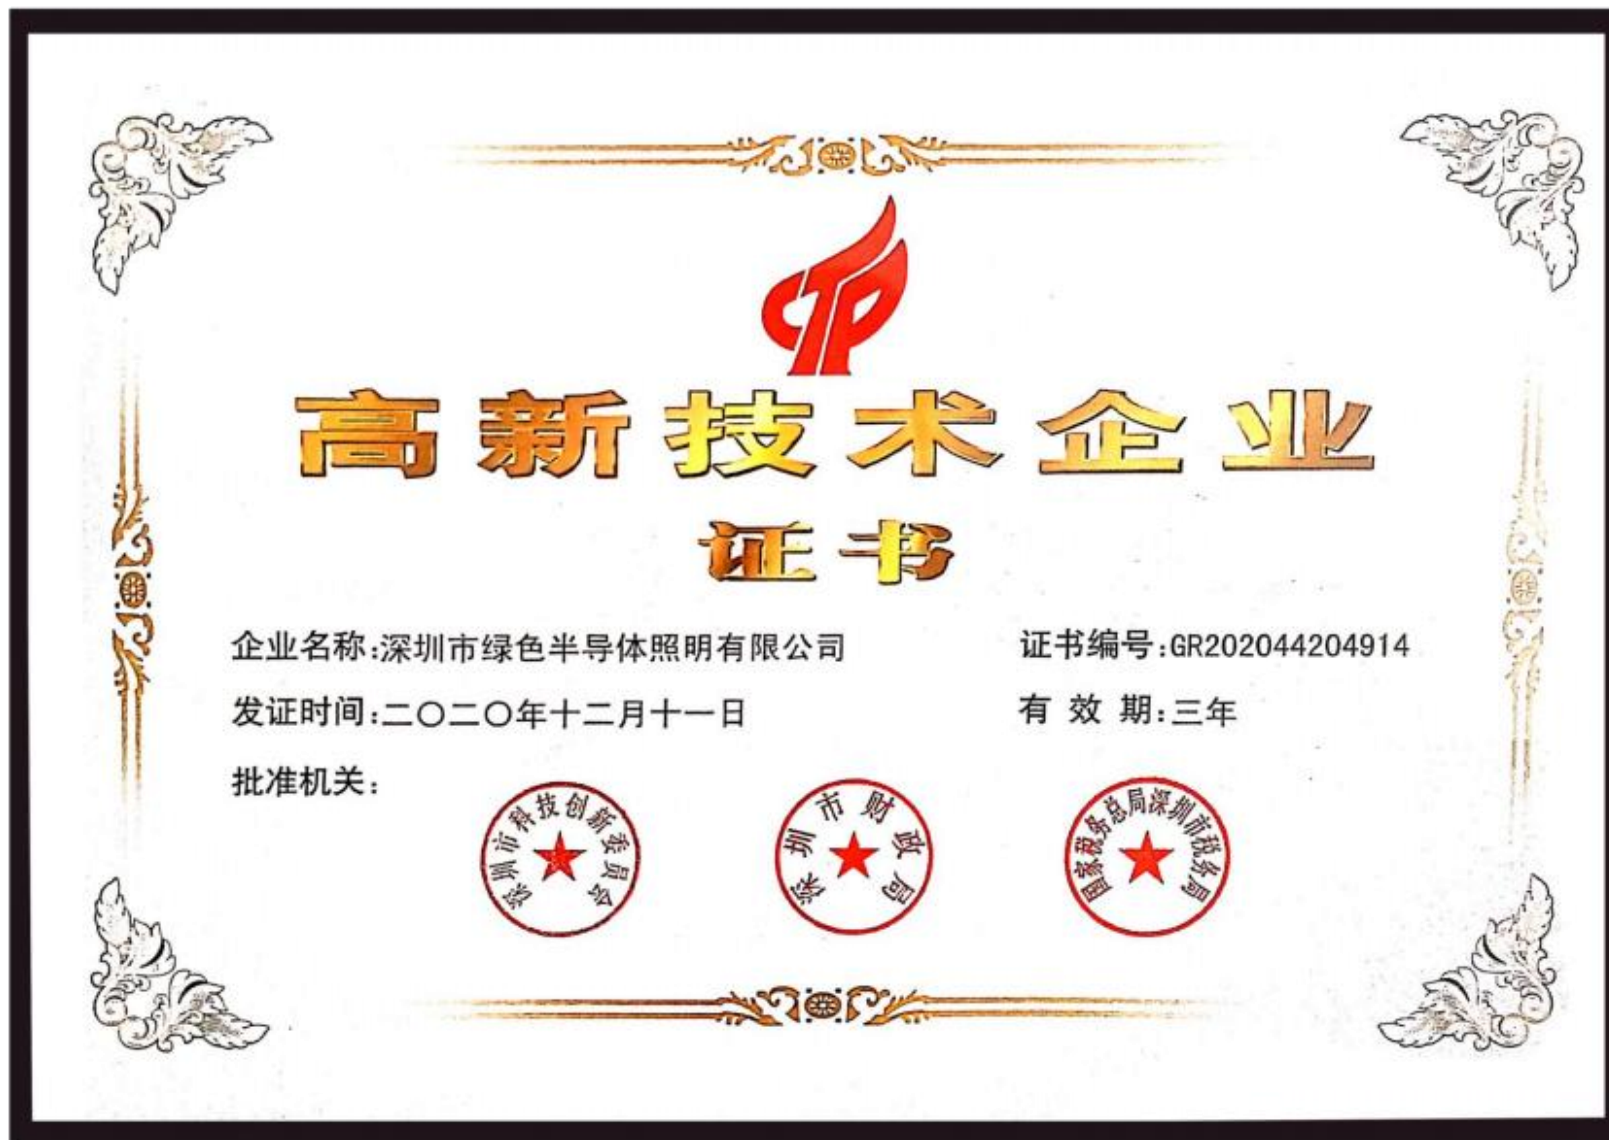 CTP
高新技术企业
证书
企业名称:深圳市绿色半导体照明有限公司
证书编号:GR202044204914
发证时间:二〇二〇年十二月十一日
有效期:三年
批准机关:
深圳市科技创新委员会
深圳市财政局
国家税务总局深圳市税务局